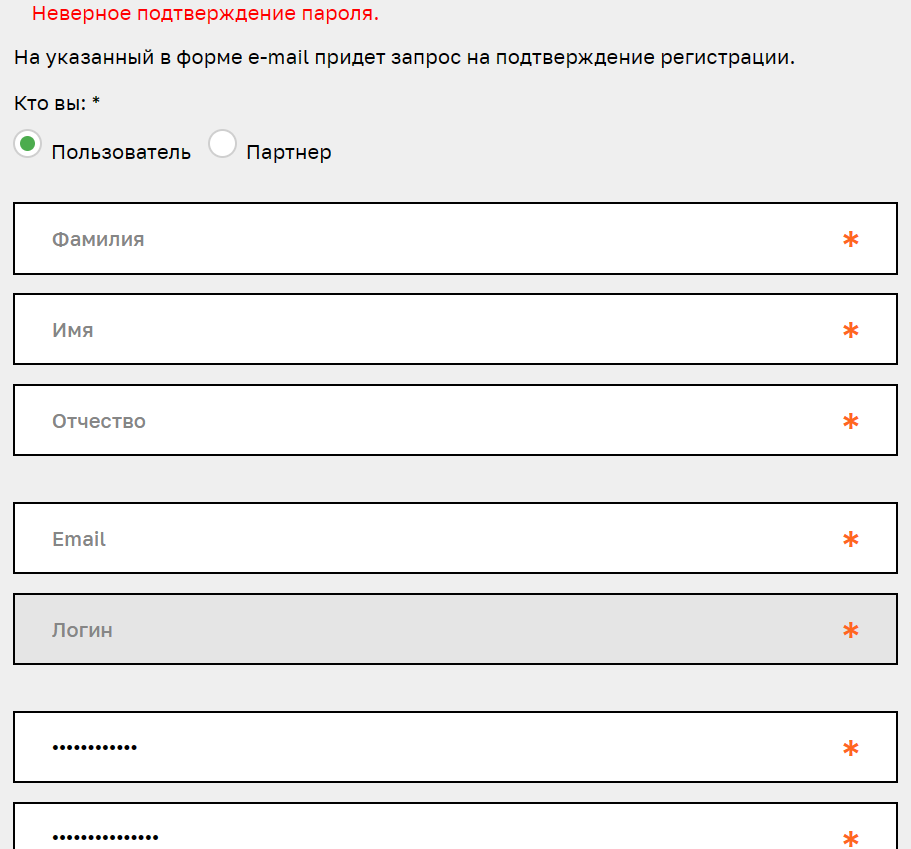 Неверное подтверждение пароля.
На указанный в форме e-mail придет запрос на подтверждение регистрации.
Кто вы: *
Пользователь Партнер
Фамилия *
Имя *
Отчество *
Email *
Логин *
•••••••••••• *
••••••••••••••• *